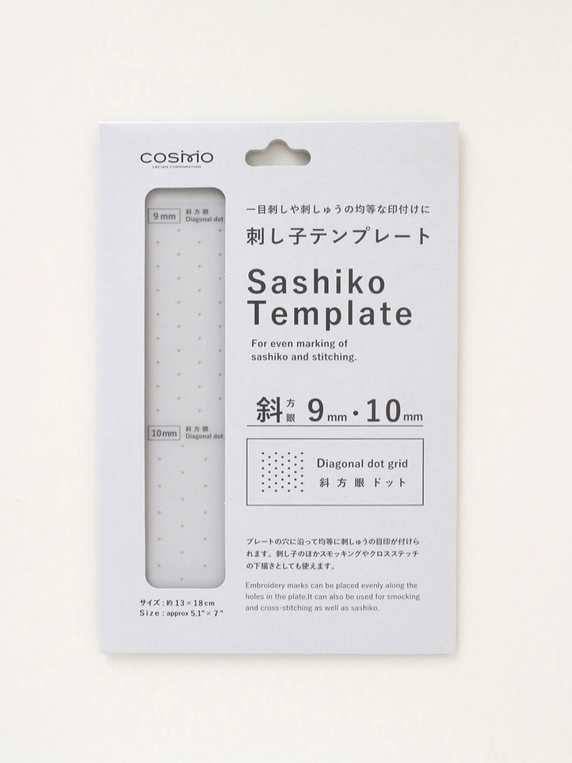 COSMO
LECIEN CORPORATION
9mm 斜方眼
Diagonal dot
10mm 斜方眼
Diagonal dot
サイズ：約13×18cm
Size : approx 5.1"× 7"
一目刺しや刺しゅうの均等な印付けに
刺し子テンプレート
Sashiko
Template
For even marking of
sashiko and stitching.
斜方眼 9mm・10mm
Diagonal dot grid
斜方眼ドット
プレートの穴に沿って均等に刺しゅうの目印が付けら
れます。刺し子のほかスモッキングやクロスステッチ
の下描きとしても使えます。
Embroidery marks can be placed evenly along the
holes in the plate.It can also be used for smocking
and cross-stitching as well as sashiko.